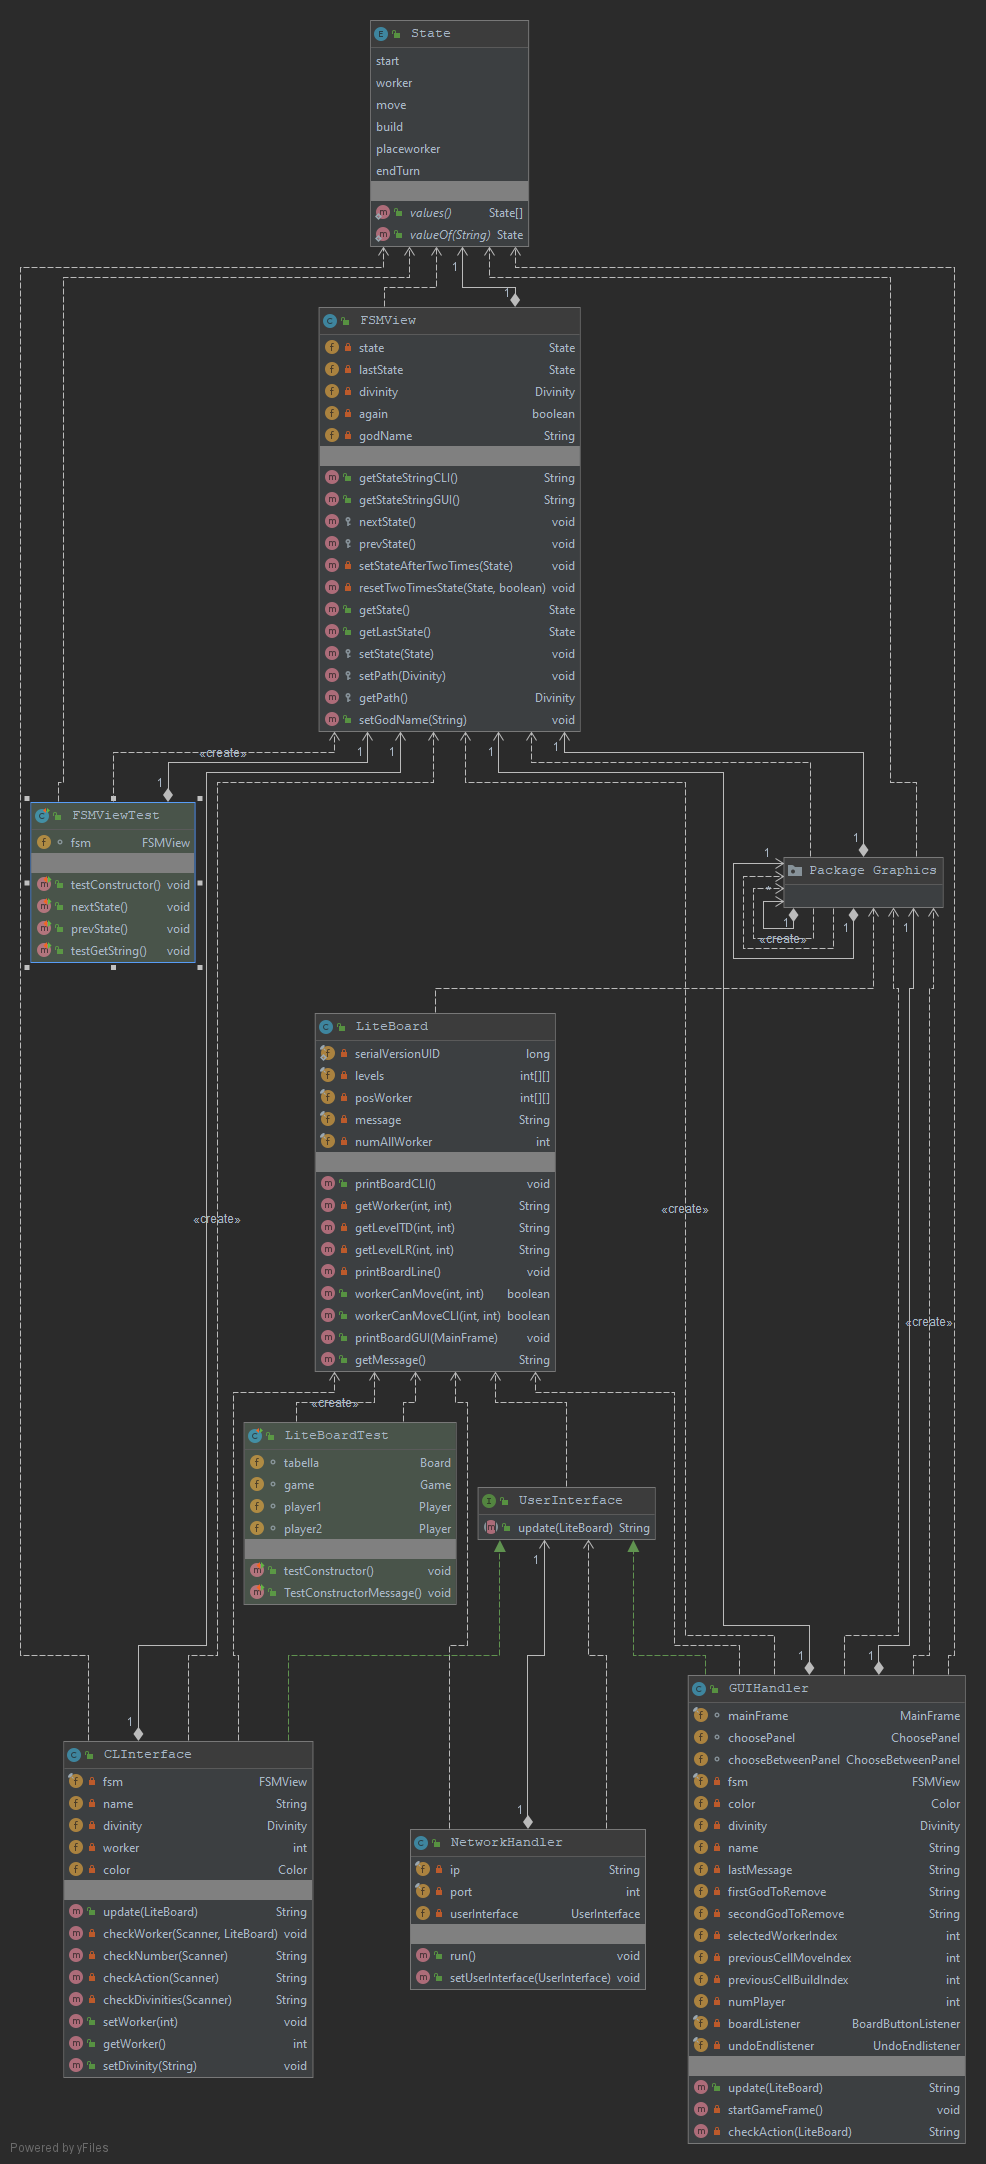 State
start
worker
move
build
placeworker
endTurn
values() State[]
valueOf(String) State
1
1
FSMView
state State
lastState State
divinity Divinity
again boolean
godName String
getStateStringCLI() String
getStateStringGUI() String
nextState() void
prevState() void
setStateAfterTwoTimes(State) void
resetTwoTimesState(State, boolean) void
getState() State
getLastState() State
setState(State) void
setPath(Divinity) void
getPath() Divinity
setGodName(String) void
«create» 1 1 1 1
1
FSMViewTest
fsm FSMView
testConstructor() void
nextState() void
prevState() void
testGetString() void
1
1
Package Graphics
*
1 1 1
«create»
LiteBoard
serialVersionUID long
levels int[][]
posWorker int[][]
message String
numAllWorker int
printBoardCLI() void
getWorker(int, int) String
getLevelTD(int, int) String
getLevelLR(int, int) String
printBoardLine() void
workerCanMove(int, int) boolean
workerCanMoveCLI(int, int) boolean
printBoardGUI(MainFrame) void
getMessage() String
«create»
«create»
«create»
«create»
LiteBoardTest
tabella Board
game Game
player1 Player
player2 Player
testConstructor() void
TestConstructorMessage() void
UserInterface
update(LiteBoard) String
1
1 1
GUIHandler
mainFrame MainFrame
choosePanel ChoosePanel
chooseBetweenPanel ChooseBetweenPanel
fsm FSMView
color Color
divinity Divinity
name String
lastMessage String
firstGodToRemove String
secondGodToRemove String
selectedWorkerIndex int
previousCellMoveIndex int
previousCellBuildIndex int
numPlayer int
boardListener BoardButtonListener
undoEndlistener UndoEndlistener
update(LiteBoard) String
startGameFrame() void
checkAction(LiteBoard) String
1
CLInterface
fsm FSMView
name String
divinity Divinity
worker int
color Color
update(LiteBoard) String
checkWorker(Scanner, LiteBoard) void
checkNumber(Scanner) String
checkAction(Scanner) String
checkDivinities(Scanner) String
setWorker(int) void
getWorker() int
setDivinity(String) void
1
NetworkHandler
ip String
port int
userInterface UserInterface
run() void
setUserInterface(UserInterface) void
Powered by yFiles